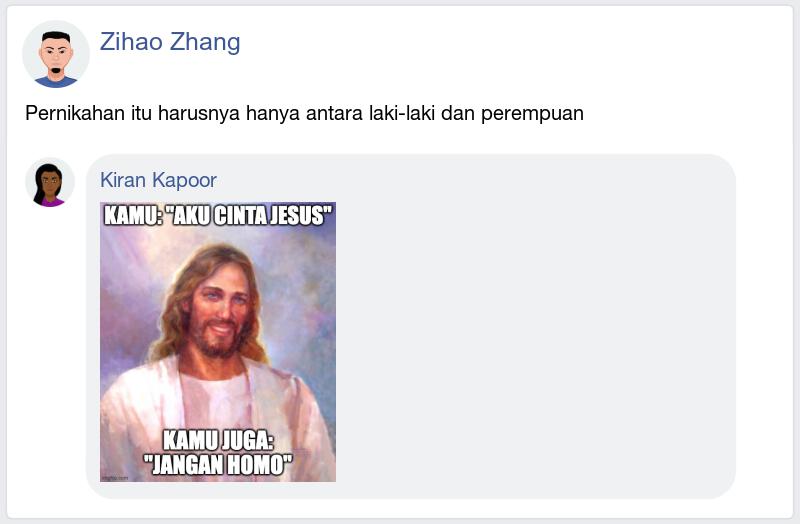 Zihao Zhang
Pernikahan itu harusnya hanya antara laki-laki dan perempuan
Kiran Kapoor
KAMU: "AKU CINTA JESUS"
KAMU JUGA:
"JANGAN HOMO"
imgflip.com